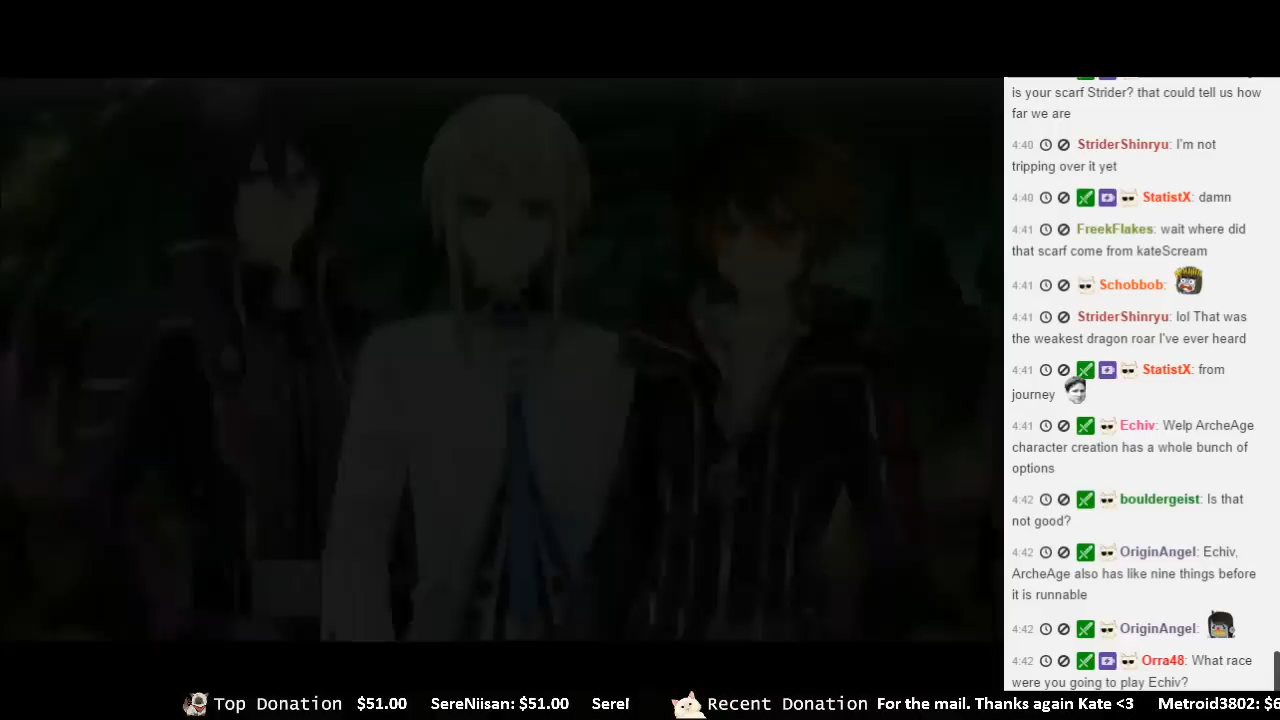 is your scarf Strider? that could tell us how
far we are
4:40 StriderShinryu: I'm not
tripping over it yet
4:40 StatistX: damn
4:41 FreekFlakes: wait where did
that scarf come from kateScream
4:41 Schobbob:
4:41 StriderShinryu: lol That was
the weakest dragon roar I've ever heard
4:41 StatistX: from
journey
4:41 Echiv: Welp ArcheAge
character creation has a whole bunch of
options
4:42 bouldergeist: Is that
not good?
4:42 OriginAngel: Echiv,
ArcheAge also has like nine things before
it is runnable
4:42 OriginAngel:
4:42 Orra48: What race
were you going to play Echiv?
Top Donation $51.00 SereNiisan: $51.00 Sere! Recent Donation For the mail. Thanks again Kate <3 Metroid3802: $